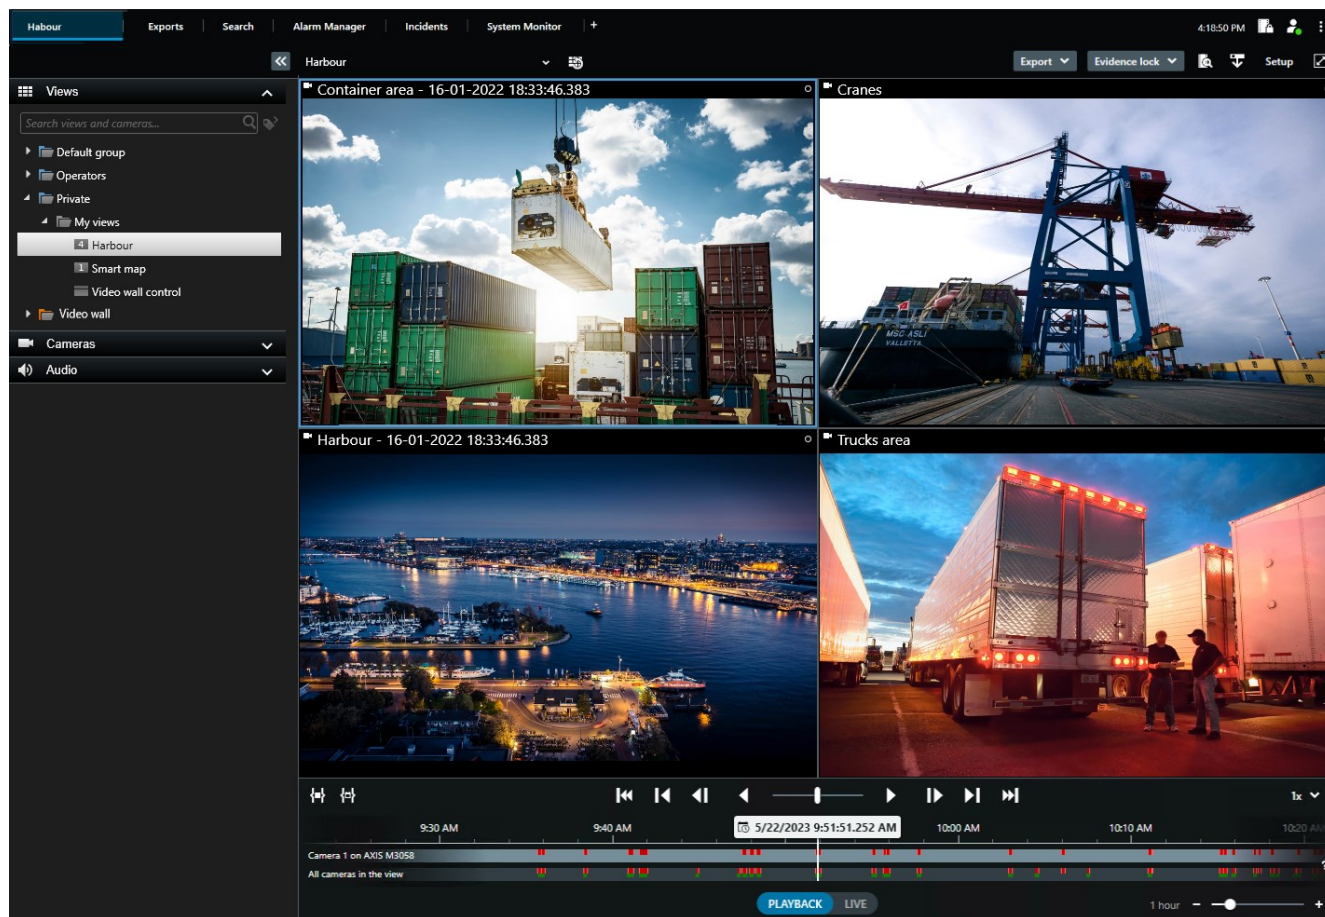 Habour
Exports
Search
Alarm Manager
Incidents
System Monitor
+
4:18:50 PM
Harbour
Export
Evidence lock
Setup
Views
Search views and cameras...
Default group
Operators
Private
My views
4 Harbour
1 Smart map
Video wall control
Video wall
Cameras
Audio
Container area - 16-01-2022 18:33:46.383
Cranes
MSC ASLI
VALLETTA
Harbour - 16-01-2022 18:33:46.383
Trucks area
1x
9:30 AM
9:40 AM
5/22/2023 9:51:51.252 AM
10:00 AM
10:10 AM
10:20 AM
Camera 1 on AXIS M3058
All cameras in the view
PLAYBACK
LIVE
1 hour